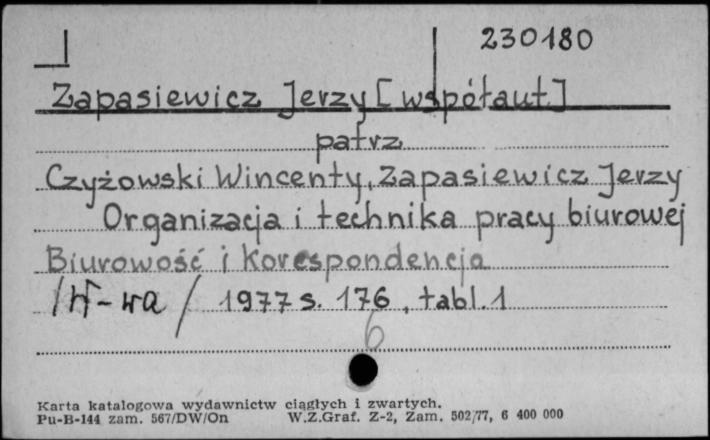 230180
Zapasiewicz Jerzy [współaut.]
patrz
Czyżowski Wincenty, Zapasiewicz Jerzy
Organizacja i technika pracy biurowej
Biurowość i Korespondencja
/W-wa/ 1977 s. 176, tabl. 1
6
Karta katalogowa wydawnictw ciągłych i zwartych.
Pu-B-144 zam. 567/DW/On W.Z.Graf. Z-2, Zam. 502/77, 6 400 000